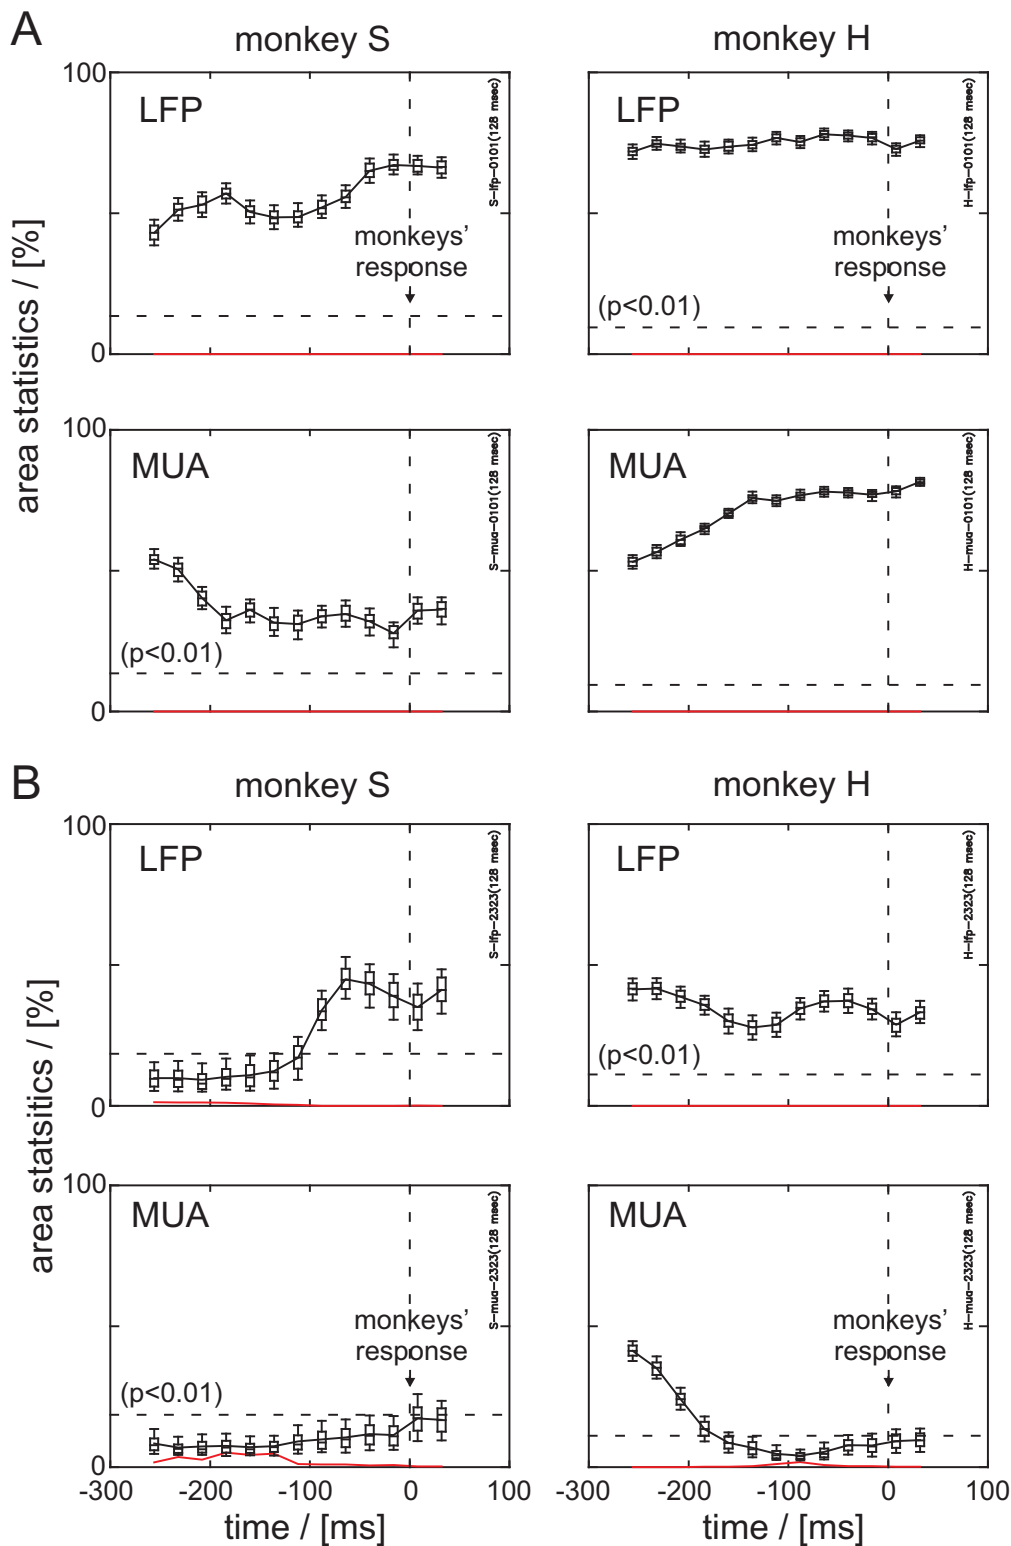 A
monkey S
monkey H
100
LFP
S-lfp-0101(128 msec)
monkeys'
response
0
LFP
H-lfp-0101(128 msec)
monkeys'
response
(p<0.01)
area statistics / [%]
100
MUA
S-mua-0101(128 msec)
(p<0.01)
0
MUA
H-mua-0101(128 msec)
B
monkey S
monkey H
100
LFP
S-lfp-2323(128 msec)
0
LFP
H-lfp-2323(128 msec)
(p<0.01)
area statsitics / [%]
100
MUA
S-mua-2323(128 msec)
monkeys'
response
(p<0.01)
0
MUA
H-mua-2323(128 msec)
monkeys'
response
-300 -200 -100 0 100
-300 -200 -100 0 100
time / [ms]
time / [ms]